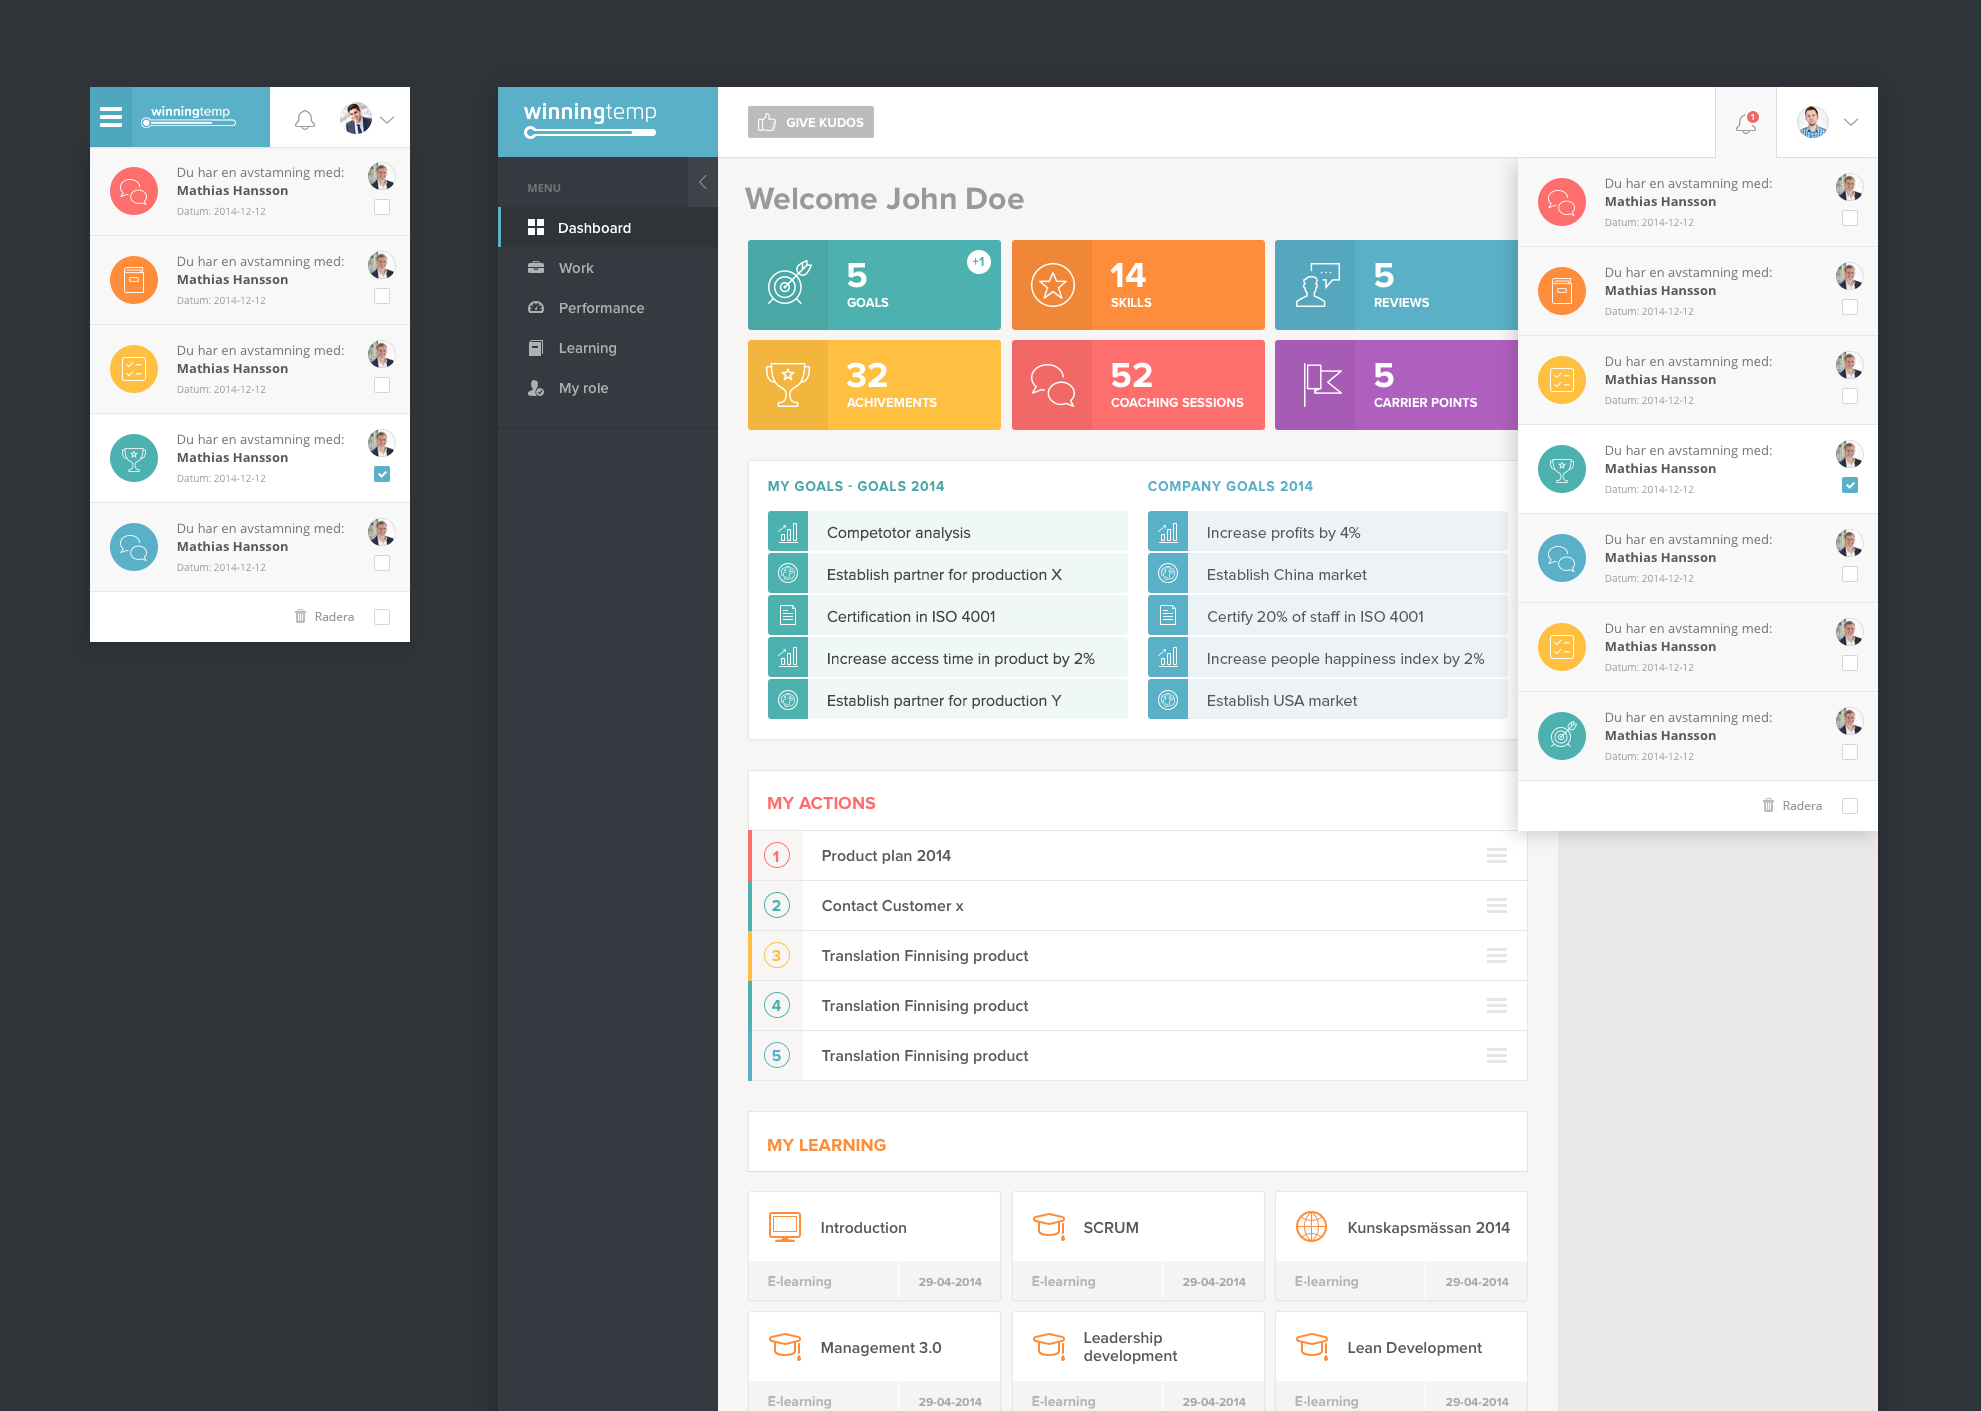 winningtemp
Du har en avstamning med:
Mathias Hansson
Datum: 2014-12-12
Du har en avstamning med:
Mathias Hansson
Datum: 2014-12-12
Du har en avstamning med:
Mathias Hansson
Datum: 2014-12-12
Du har en avstamning med:
Mathias Hansson
Datum: 2014-12-12
Du har en avstamning med:
Mathias Hansson
Datum: 2014-12-12
Radera
winningtemp
GIVE KUDOS
1
MENU
Dashboard
Work
Performance
Learning
My role
Welcome John Doe
5
GOALS
+1
14
SKILLS
5
REVIEWS
32
ACHIVEMENTS
52
COACHING SESSIONS
5
CARRIER POINTS
MY GOALS - GOALS 2014
Competotor analysis
Establish partner for production X
Certification in ISO 4001
Increase access time in product by 2%
Establish partner for production Y
COMPANY GOALS 2014
Increase profits by 4%
Establish China market
Certify 20% of staff in ISO 4001
Increase people happiness index by 2%
Establish USA market
MY ACTIONS
1 Product plan 2014
2 Contact Customer x
3 Translation Finnising product
4 Translation Finnising product
5 Translation Finnising product
MY LEARNING
Introduction
E-learning 29-04-2014
SCRUM
E-learning 29-04-2014
Kunskapsmässan 2014
E-learning 29-04-2014
Management 3.0
E-learning 29-04-2014
Leadership
development
E-learning 29-04-2014
Lean Development
E-learning 29-04-2014
Du har en avstamning med:
Mathias Hansson
Datum: 2014-12-12
Du har en avstamning med:
Mathias Hansson
Datum: 2014-12-12
Du har en avstamning med:
Mathias Hansson
Datum: 2014-12-12
Du har en avstamning med:
Mathias Hansson
Datum: 2014-12-12
Du har en avstamning med:
Mathias Hansson
Datum: 2014-12-12
Du har en avstamning med:
Mathias Hansson
Datum: 2014-12-12
Du har en avstamning med:
Mathias Hansson
Datum: 2014-12-12
Radera